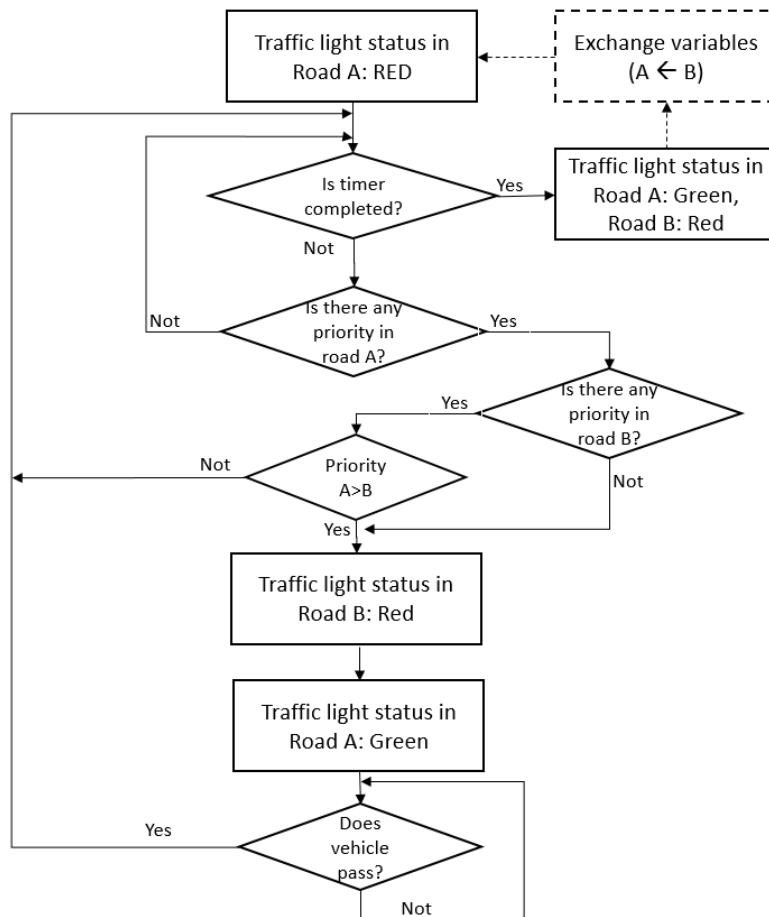 Traffic light status in
Road A: RED
Exchange variables
(A ← B)
Is timer
completed?
Yes
Traffic light status in
Road A: Green,
Road B: Red
Not
Is there any
priority in
road A?
Not
Yes
Is there any
priority in
road B?
Yes
Not
Priority
A>B
Not
Yes
Traffic light status in
Road B: Red
Traffic light status in
Road A: Green
Does
vehicle
pass?
Yes
Not